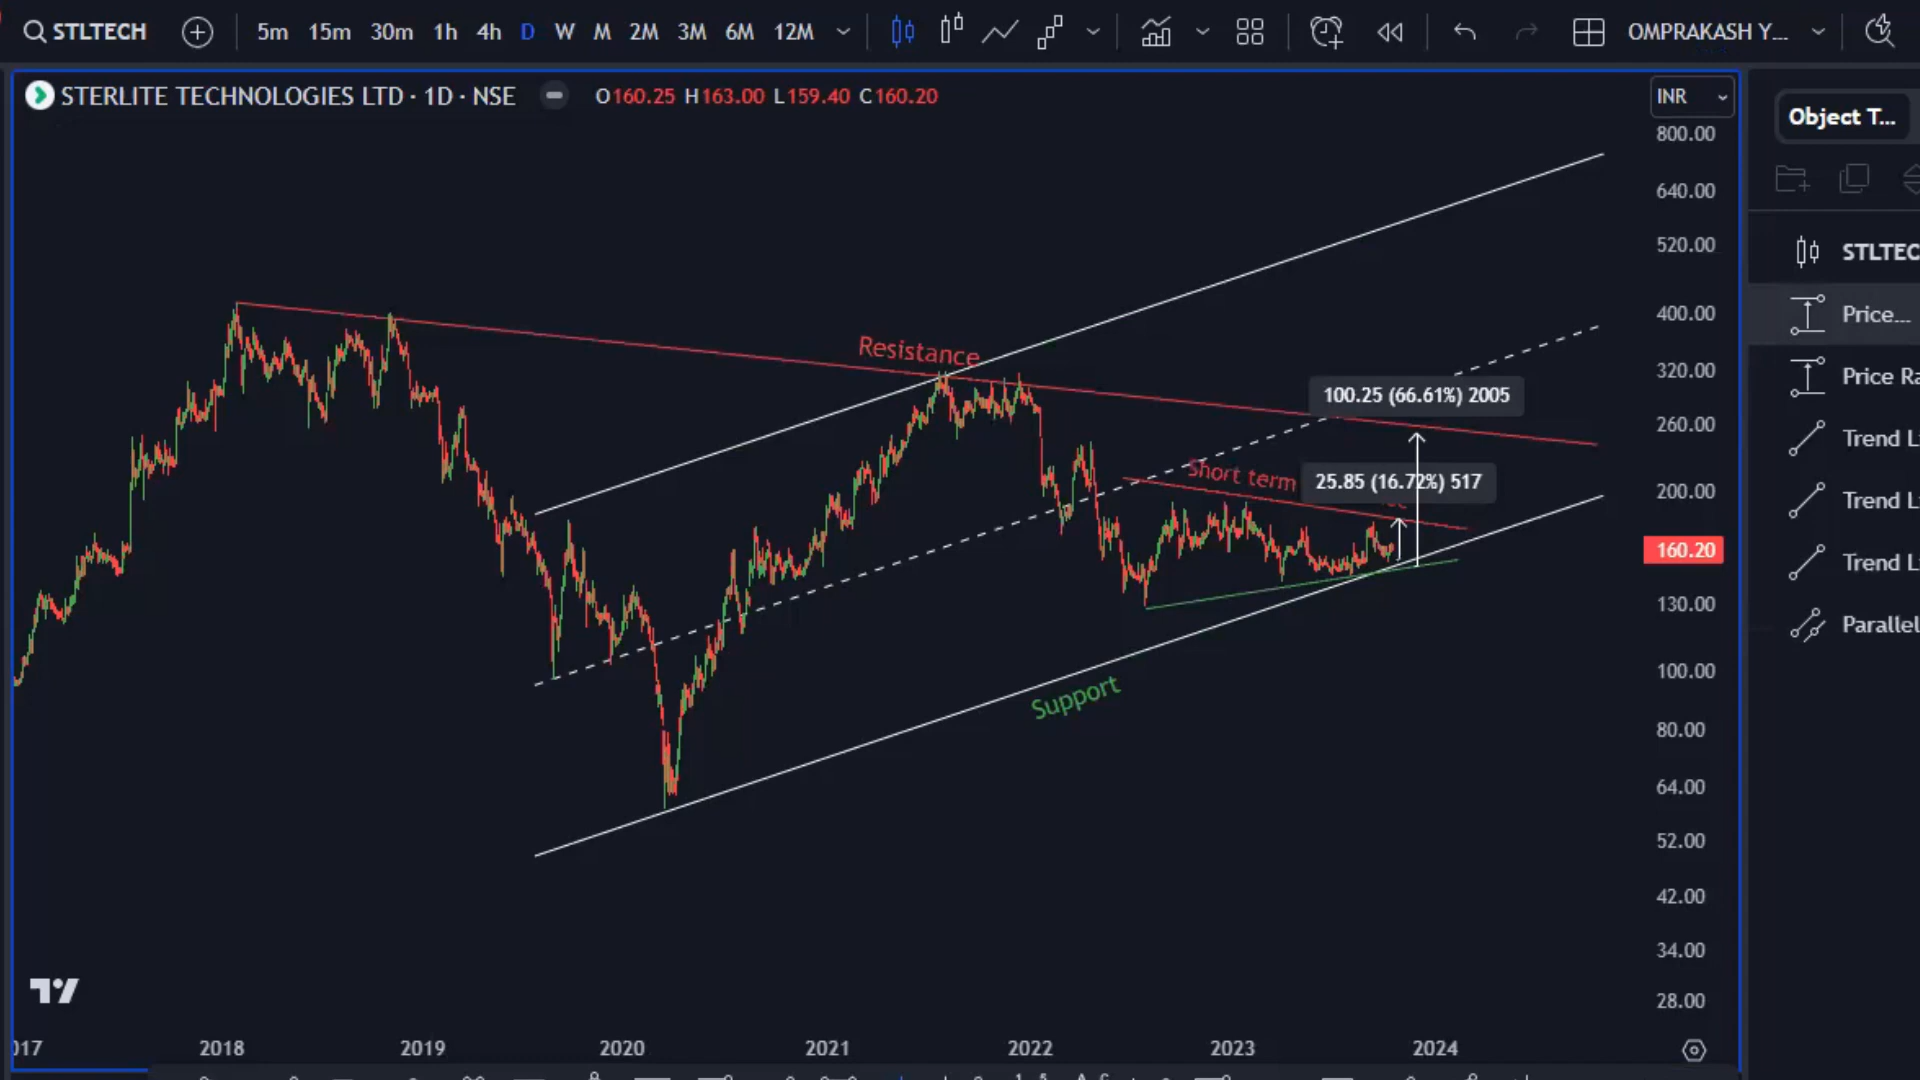 STLTECH 5m 15m 30m 1h 4h D W M 2M 3M 6M 12M OMPRAKASH Y...
STERLITE TECHNOLOGIES LTD · 1D · NSE O160.25 H163.00 L159.40 C160.20
INR
Object T...
800.00
640.00
520.00
400.00
320.00
260.00
200.00
160.20
130.00
100.00
80.00
64.00
52.00
42.00
34.00
28.00
Resistance
100.25 (66.61%) 2005
Short term
25.85 (16.72%) 517
Support
STLTEC
Price...
Price Ra
Trend L
Trend L
Trend L
Parallel
017 2018 2019 2020 2021 2022 2023 2024